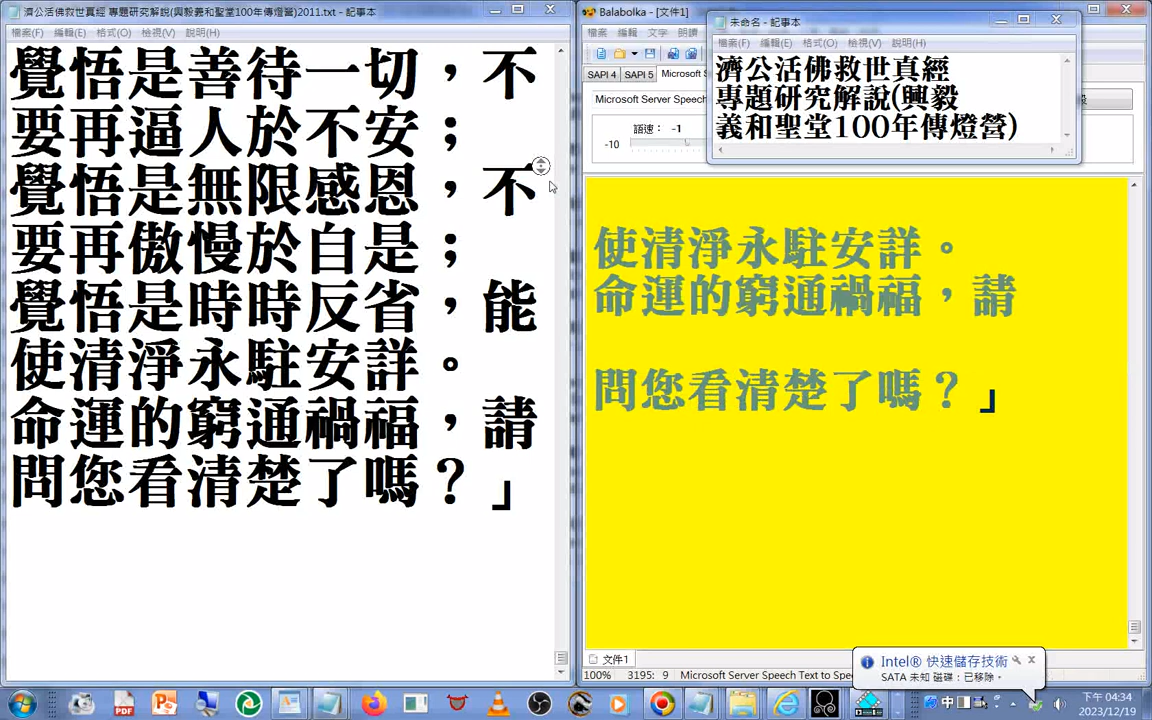 濟公活佛救世真經 專題研究解說(興毅義和聖堂100年傳燈營)2011.txt - 記事本
檔案(F) 編輯(E) 格式(O) 檢視(V) 說明(H)
覺悟是善待一切，不
要再逼人於不安；
覺悟是無限感恩，不
要再傲慢於自是；
覺悟是時時反省，能
使清淨永駐安詳。
命運的窮通禍福，請
問您看清楚了嗎？」
Balabolka - [文件1]
檔案 編輯 文字 朗讀
SAPI 4 SAPI 5 Microsoft
Microsoft Server Speech
語速： -1
-10
未命名 - 記事本
檔案(F) 編輯(E) 格式(O) 檢視(V) 說明(H)
濟公活佛救世真經
專題研究解說(興毅
義和聖堂100年傳燈營)
使清淨永駐安詳。
命運的窮通禍福，請
問您看清楚了嗎？」
文件1
100% 3195: 9 Microsoft Server Speech Text to Spe
Intel® 快速儲存技術
SATA 未知 磁碟：已移除。
中
下午 04:34
2023/12/19